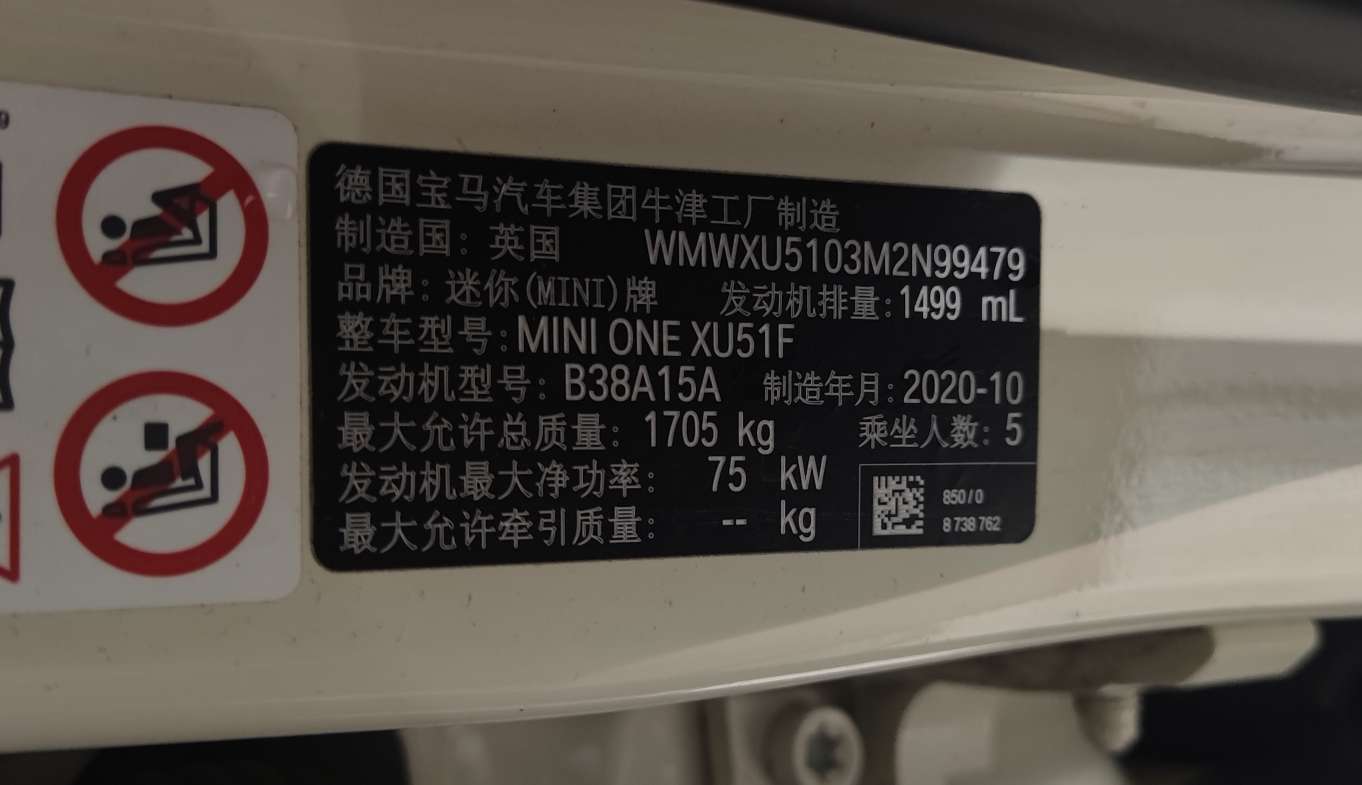 9
德国宝马汽车集团牛津工厂制造
制造国：英国 WMWXU5103M2N99479
品牌：迷你(MINI)牌 发动机排量:1499 mL
整车型号:MINI ONE XU51F
发动机型号：B38A15A 制造年月:2020-10
最大允许总质量：1705 kg 乘坐人数：5
发动机最大净功率： 75 kW
最大允许牵引质量： -- kg
850/0
8 738 762